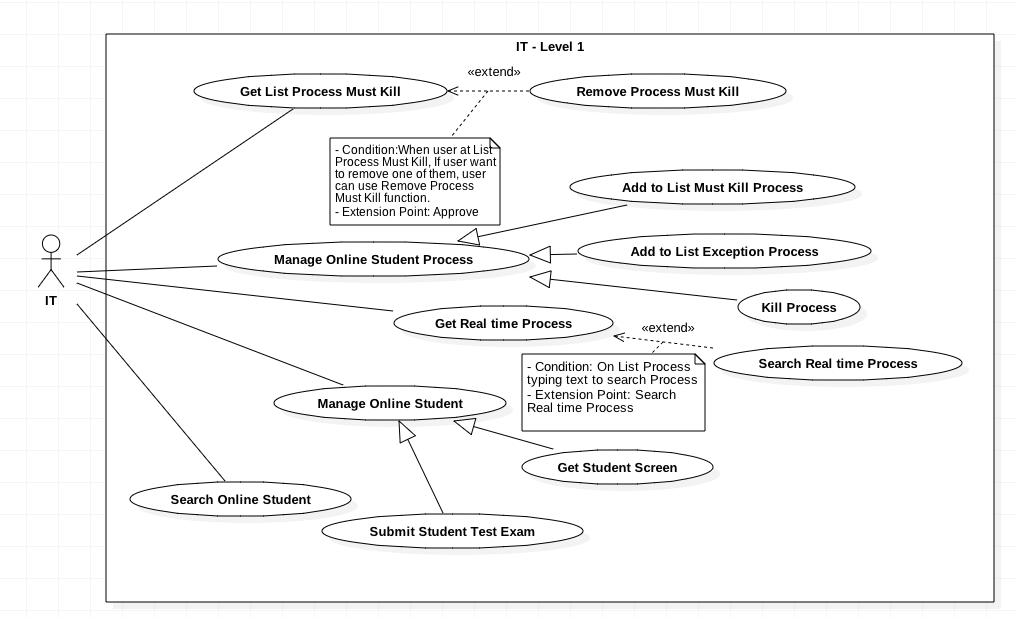 IT - Level 1
«extend»
Get List Process Must Kill
Remove Process Must Kill
- Condition:When user at List
Process Must Kill, If user want
to remove one of them, user
can use Remove Process
Must Kill function.
- Extension Point: Approve
Add to List Must Kill Process
Manage Online Student Process
Add to List Exception Process
IT
Kill Process
Get Real time Process
«extend»
Search Real time Process
- Condition: On List Process
typing text to search Process
- Extension Point: Search
Real time Process
Manage Online Student
Get Student Screen
Search Online Student
Submit Student Test Exam